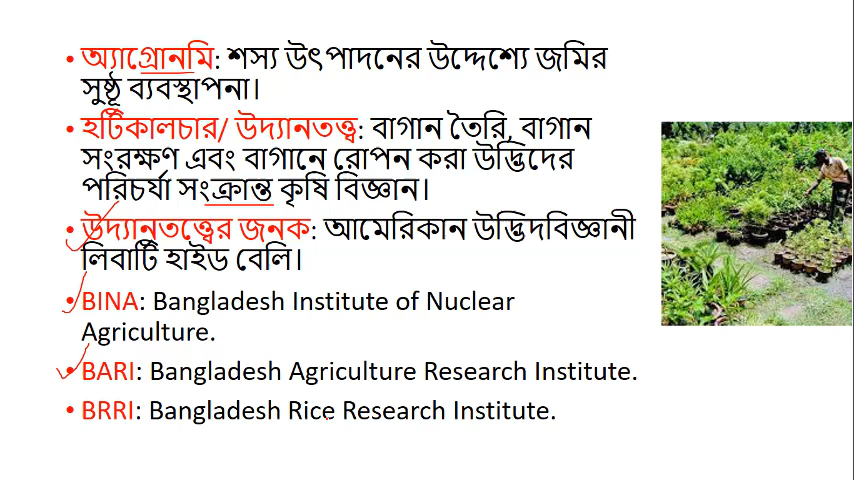 • অ্যাগ্রোনমি: শস্য উৎপাদনের উদ্দেশ্যে জমির
সুষ্ঠু ব্যবস্থাপনা।
• হর্টিকালচার/ উদ্যানতত্ত্ব: বাগান তৈরি, বাগান
সংরক্ষণ এবং বাগানে রোপন করা উদ্ভিদের
পরিচর্যা সংক্রান্ত কৃষি বিজ্ঞান।
• উদ্যানতত্ত্বের জনক: আমেরিকান উদ্ভিদবিজ্ঞানী
লিবার্টি হাইড বেলি।
• BINA: Bangladesh Institute of Nuclear
Agriculture.
• BARI: Bangladesh Agriculture Research Institute.
• BRRI: Bangladesh Rice Research Institute.